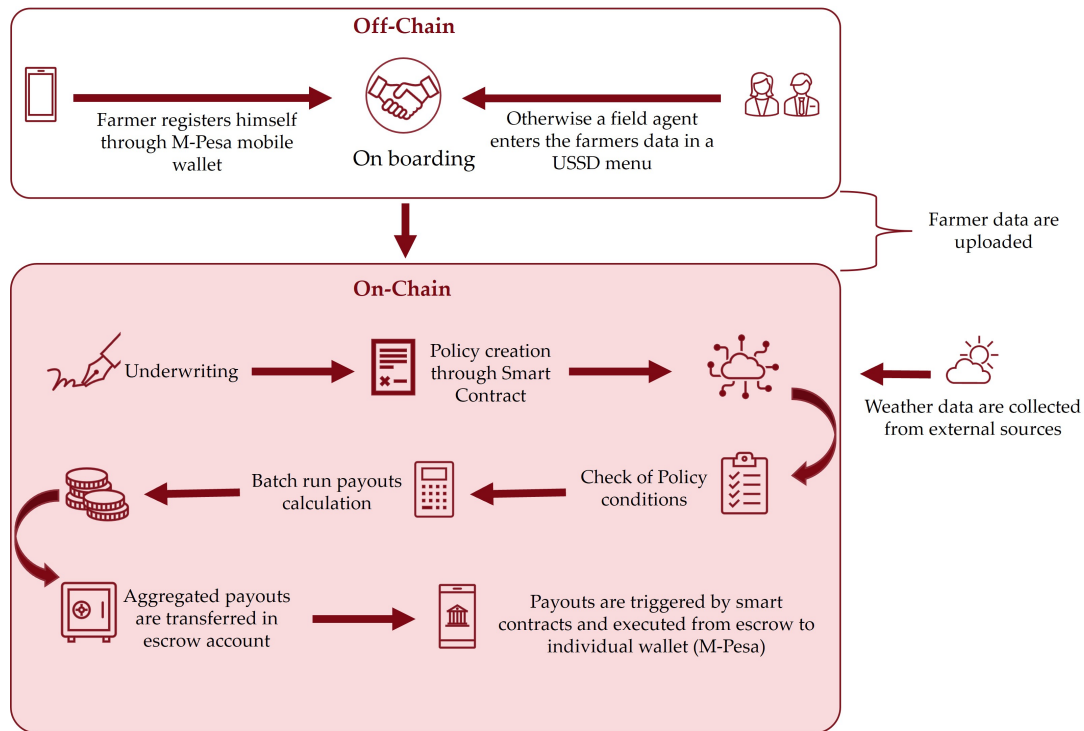 Off-Chain
Farmer registers himself
through M-Pesa mobile
wallet
On boarding
Otherwise a field agent
enters the farmers data in a
USSD menu
Farmer data are
uploaded
On-Chain
Underwriting
Policy creation
through Smart
Contract
Weather data are collected
from external sources
Check of Policy
conditions
Batch run payouts
calculation
Aggregated payouts
are transferred in
escrow account
Payouts are triggered by smart
contracts and executed from escrow to
individual wallet (M-Pesa)